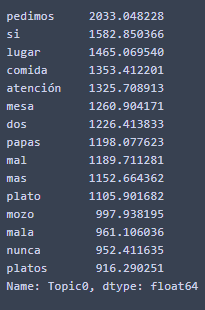 pedimos 2033.048228
si 1582.850366
lugar 1465.069540
comida 1353.412201
atención 1325.708913
mesa 1260.904171
dos 1226.413833
papas 1198.077623
mal 1189.711281
mas 1152.664362
plato 1105.901682
mozo 997.938195
mala 961.106036
nunca 952.411635
platos 916.290251
Name: Topic0, dtype: float64